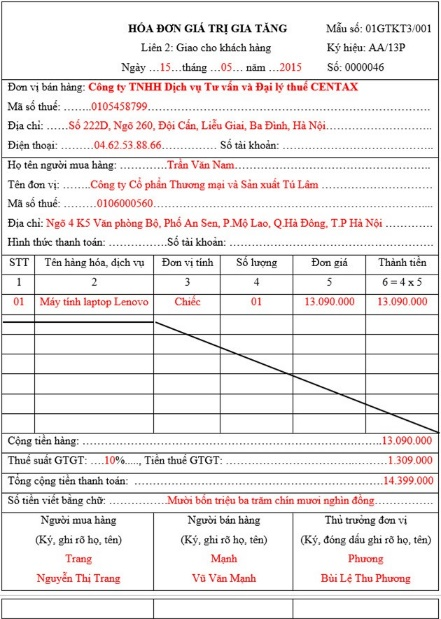 HÓA ĐƠN GIÁ TRỊ GIA TĂNG Mẫu số: 01GTKT3/001
Liên 2: Giao cho khách hàng Ký hiệu: AA/13P
Ngày …15…tháng …05… năm …2015 Số: 0000046
Đơn vị bán hàng: Công ty TNHH Dịch vụ Tư vấn và Đại lý thuế CENTAX
Mã số thuế: ………0105458799………
Địa chỉ: ……Số 222D, Ngõ 260, Đội Cấn, Liễu Giai, Ba Đình, Hà Nội………
Điện thoại: ………04.62.53.88.66………… Số tài khoản: ………
Họ tên người mua hàng: ………Trần Văn Nam………
Tên đơn vị: ………Công ty Cổ phần Thương mại và Sản xuất Tú Lâm ………
Mã số thuế: ………0106000560………
Địa chỉ: Ngõ 4 K5 Văn phòng Bộ, Phố An Sen, P.Mộ Lao, Q.Hà Đông, T.P Hà Nội ………
Hình thức thanh toán: ………Số tài khoản: ………
STT Tên hàng hóa, dịch vụ Đơn vị tính Số lượng Đơn giá Thành tiền
1 2 3 4 5 6 = 4 x 5
01 Máy tính laptop Lenovo Chiếc 01 13.090.000 13.090.000
Cộng tiền hàng: ………13.090.000
Thuế suất GTGT: ….10%....., Tiền thuế GTGT: ………1.309.000
Tổng cộng tiền thanh toán: ………14.399.000
Số tiền viết bằng chữ: ………Mười bốn triệu ba trăm chín mươi nghìn đồng………
Người mua hàng Người bán hàng Thủ trưởng đơn vị
(Ký, ghi rõ họ, tên) (Ký, ghi rõ họ, tên) (Ký, đóng dấu ghi rõ họ, tên)
Trang Mạnh Phương
Nguyễn Thị Trang Vũ Văn Mạnh Bùi Lệ Thu Phương